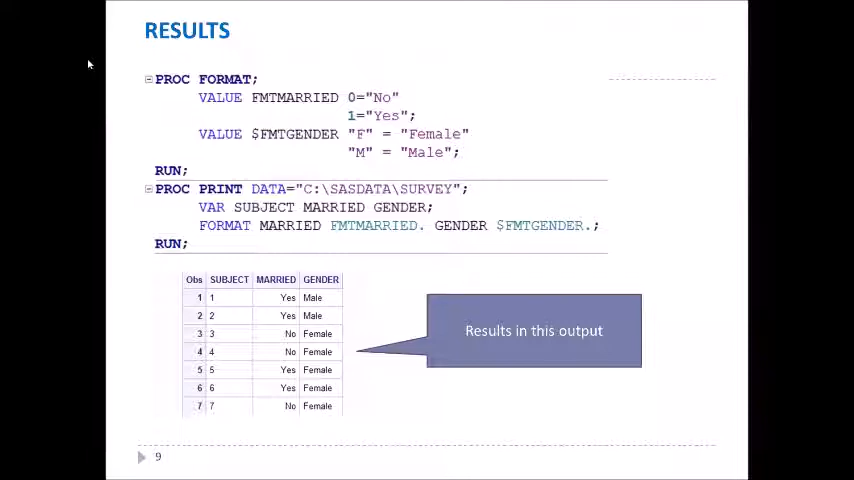 RESULTS
PROC FORMAT;
VALUE FMTMARRIED 0="No"
1="Yes";
VALUE $FMTGENDER "F" = "Female"
"M" = "Male";
RUN;
PROC PRINT DATA="C:\SASDATA\SURVEY";
VAR SUBJECT MARRIED GENDER;
FORMAT MARRIED FMTMARRIED. GENDER $FMTGENDER.;
RUN;
Obs SUBJECT MARRIED GENDER
1 1 Yes Male
2 2 Yes Male
3 3 No Female
4 4 No Female
5 5 Yes Female
6 6 Yes Female
7 7 No Female
Results in this output
9